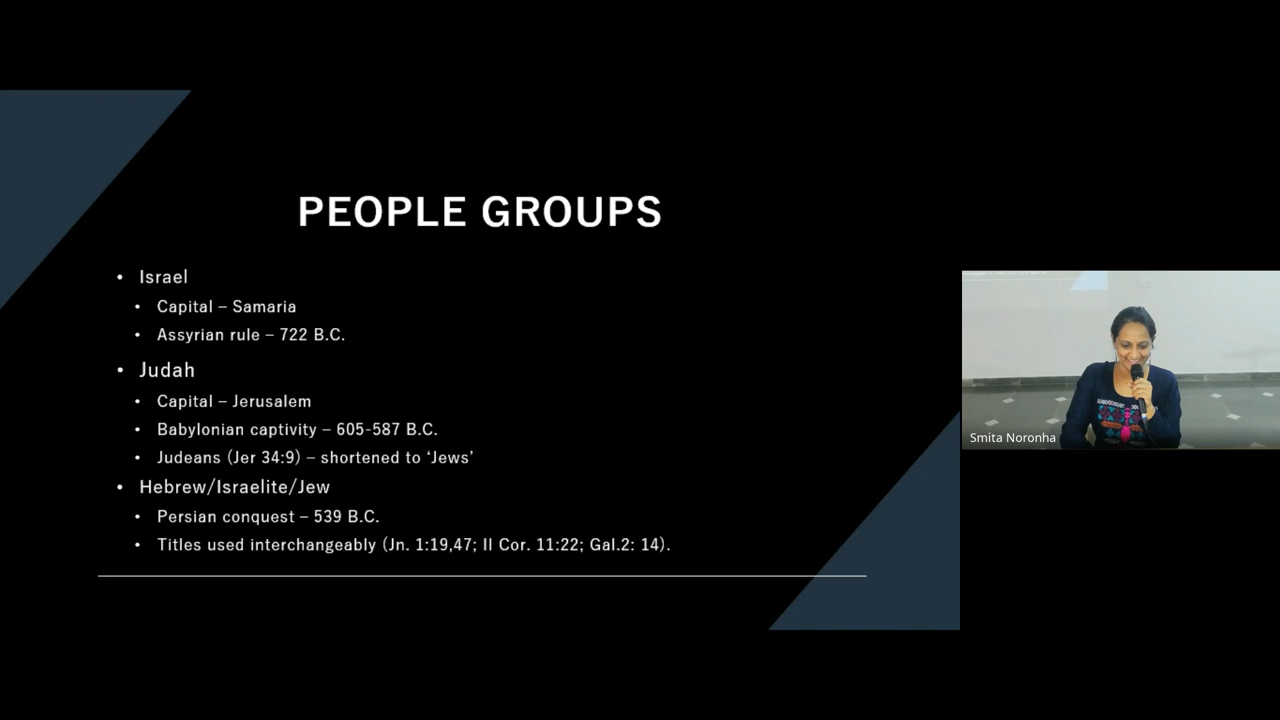 PEOPLE GROUPS
• Israel
• Capital – Samaria
• Assyrian rule – 722 B.C.
• Judah
• Capital – Jerusalem
• Babylonian captivity – 605-587 B.C.
• Judeans (Jer 34:9) – shortened to ‘Jews’
• Hebrew/Israelite/Jew
• Persian conquest – 539 B.C.
• Titles used interchangeably (Jn. 1:19,47; II Cor. 11:22; Gal.2: 14).
Smita Noronha